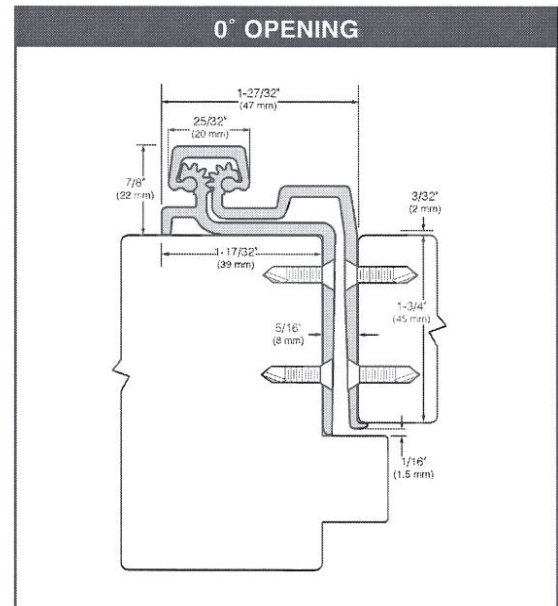 0° OPENING
1-27/32"
(47 mm)
25/32"
(20 mm)
7/8"
(22 mm)
3/32"
(2 mm)
1-17/32"
(39 mm)
1-3/4"
(45 mm)
5/16"
(8 mm)
1/16"
(1.5 mm)